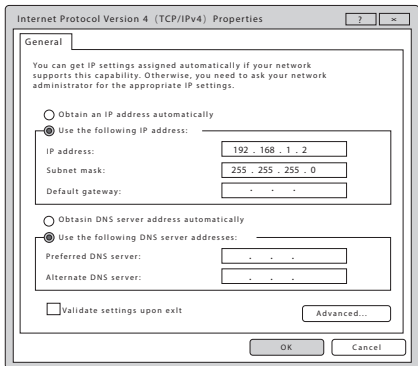 Internet Protocol Version 4 (TCP/IPv4) Properties
?
×
General
You can get IP settings assigned automatically if your network
supports this capability. Otherwise, you need to ask your network
administrator for the appropriate IP settings.
Obtain an IP address automatically
Use the following IP address:
IP address: 192 . 168 . 1 . 2
Subnet mask: 255 . 255 . 255 . 0
Default gateway: . . .
Obtasin DNS server address automatically
Use the following DNS server addresses:
Preferred DNS server: . . .
Alternate DNS server: . . .
Validate settings upon exlt
Advanced...
OK
Cancel